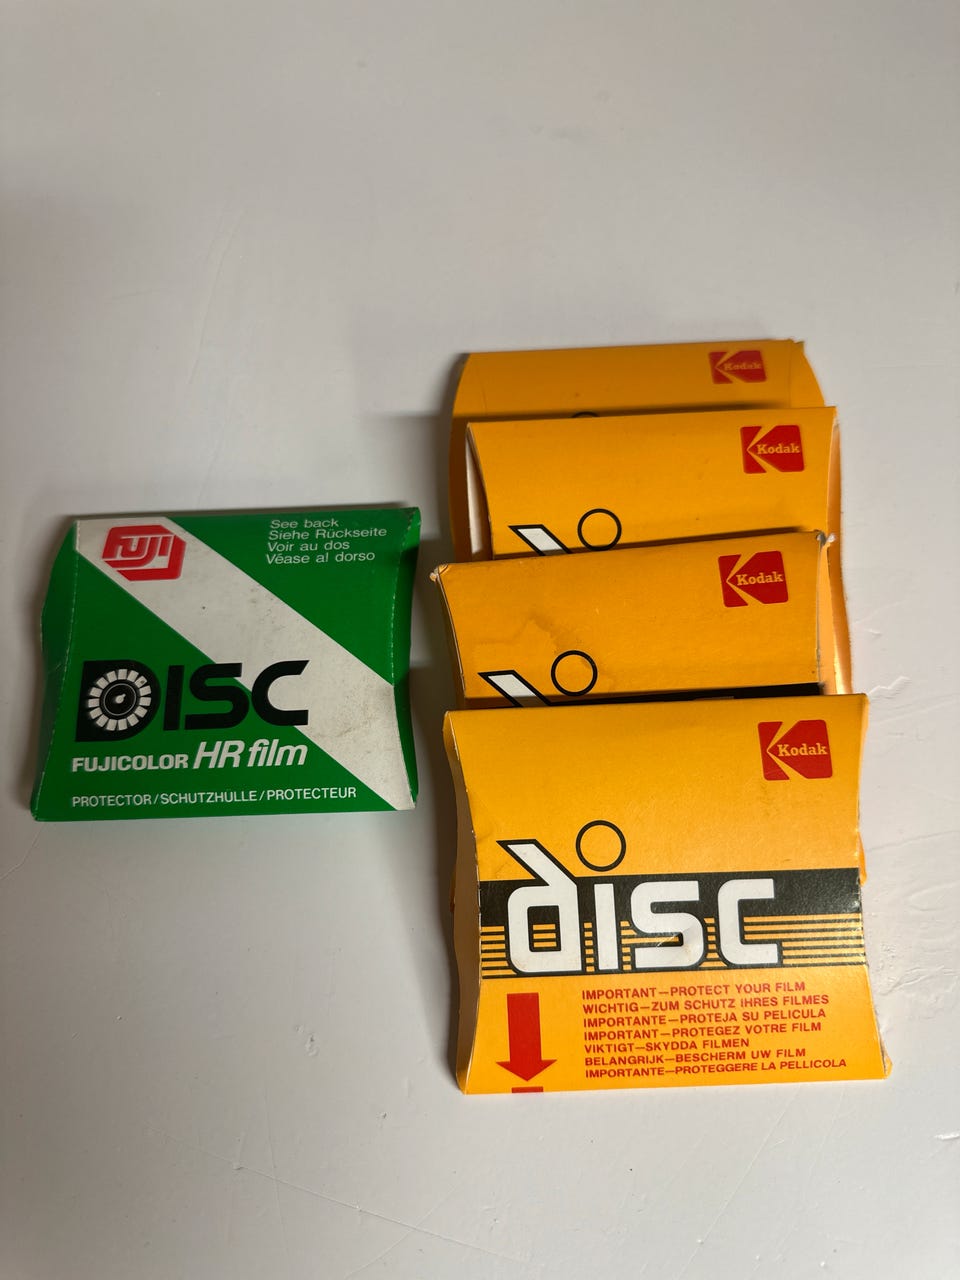 FUJI
See back
Siehe Rückseite
Voir au dos
Véase al dorso
DISC
FUJICOLOR HR film
PROTECTOR/SCHUTZHÜLLE/PROTECTEUR
Kodak
Kodak
Kodak
Kodak
disc
IMPORTANT—PROTECT YOUR FILM
WICHTIG—ZUM SCHUTZ IHRES FILMES
IMPORTANTE—PROTEJA SU PELICULA
IMPORTANT—PROTEGEZ VOTRE FILM
VIKTIGT—SKYDDA FILMEN
BELANGRIJK—BESCHERM UW FILM
IMPORTANTE—PROTEGGERE LA PELLICOLA